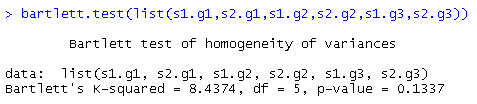 > bartlett.test(list(s1.g1,s2.g1,s1.g2,s2.g2,s1.g3,s2.g3))
Bartlett test of homogeneity of variances
data:  list(s1.g1, s2.g1, s1.g2, s2.g2, s1.g3, s2.g3)
Bartlett's K-squared = 8.4374, df = 5, p-value = 0.1337